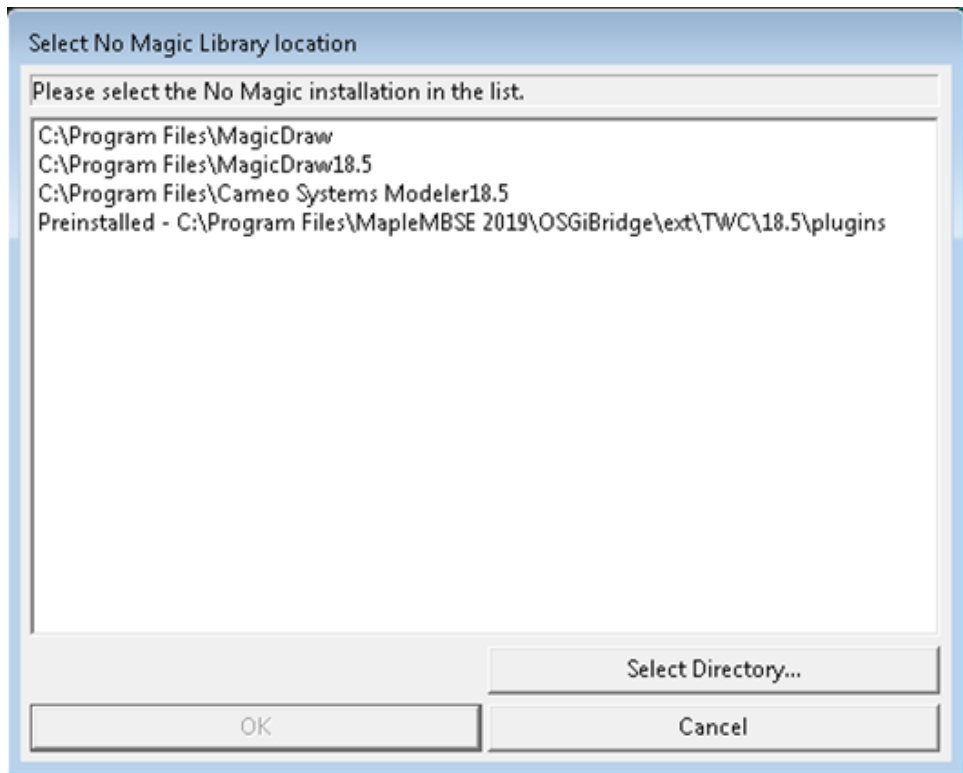 Select No Magic Library location
Please select the No Magic installation in the list.
C:\Program Files\MagicDraw
C:\Program Files\MagicDraw18.5
C:\Program Files\Cameo Systems Modeler18.5
Preinstalled - C:\Program Files\MapleMBSE 2019\OSGiBridge\ext\TWC\18.5\plugins
Select Directory...
OK
Cancel